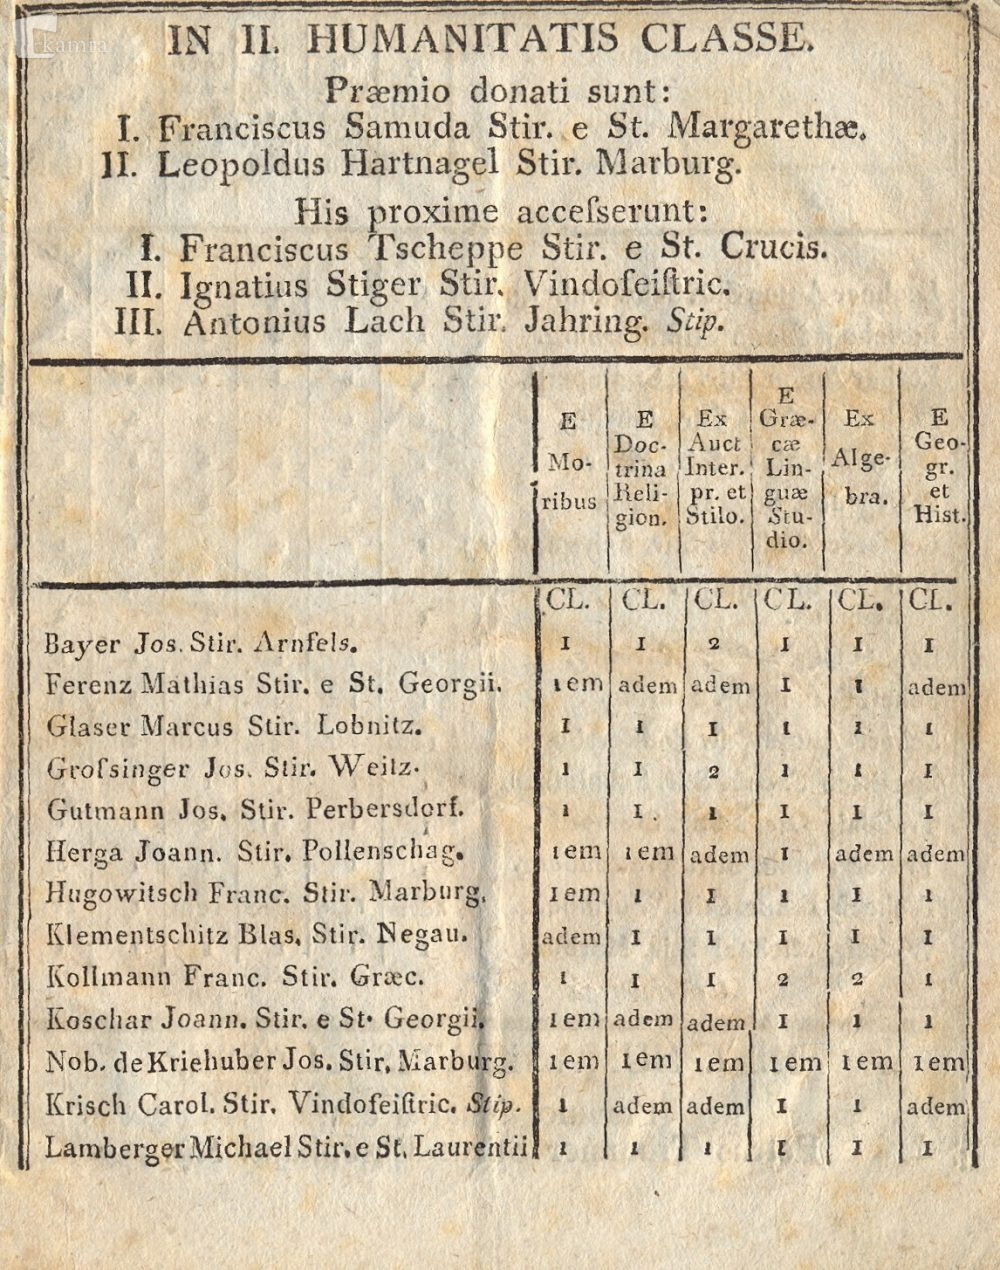 kamra
IN II. HUMANITATIS CLASSE.
Præmio donati sunt:
I. Franciscus Samuda Stir. e St. Margarethæ.
II. Leopoldus Hartnagel Stir. Marburg.
His proxime accefserunt:
I. Franciscus Tscheppe Stir. e St. Crucis.
II. Ignatius Stiger Stir. Vindoſeiſtric.
III. Antonius Lach Stir. Jahring. Stip.
E Moribus | E Doctrina Religion. | Ex Auct Inter. pr. et Stilo. | E Græcæ Linguæ Studio. | Ex Algebra. | E Geogr. et Hist.
CL. CL. CL. CL. CL. CL.
Bayer Jos. Stir. Arnfels. 1 1 2 1 1 1
Ferenz Mathias Stir. e St. Georgii. 1em adem adem 1 1 adem
Glaser Marcus Stir. Lobnitz. 1 1 1 1 1 1
Groſsinger Jos. Stir. Weitz. 1 1 2 1 1 1
Gutmann Jos. Stir. Perbersdorf. 1 1 1 1 1 1
Herga Joann. Stir. Pollenschag. 1em 1em adem 1 adem adem
Hugowitsch Franc. Stir. Marburg. 1em 1 1 1 1 1
Klementschitz Blas. Stir. Negau. adem 1 1 1 1 1
Kollmann Franc. Stir. Græc. 1 1 1 2 2 1
Koschar Joann. Stir. e St. Georgii. 1em adem adem 1 1 1
Nob. de Kriehuber Jos. Stir. Marburg. 1em 1em 1em 1em 1em 1em
Krisch Carol. Stir. Vindoſeiſtric. Stip. 1 adem adem 1 1 adem
Lamberger Michael Stir. e St. Laurentii 1 1 1 1 1 1